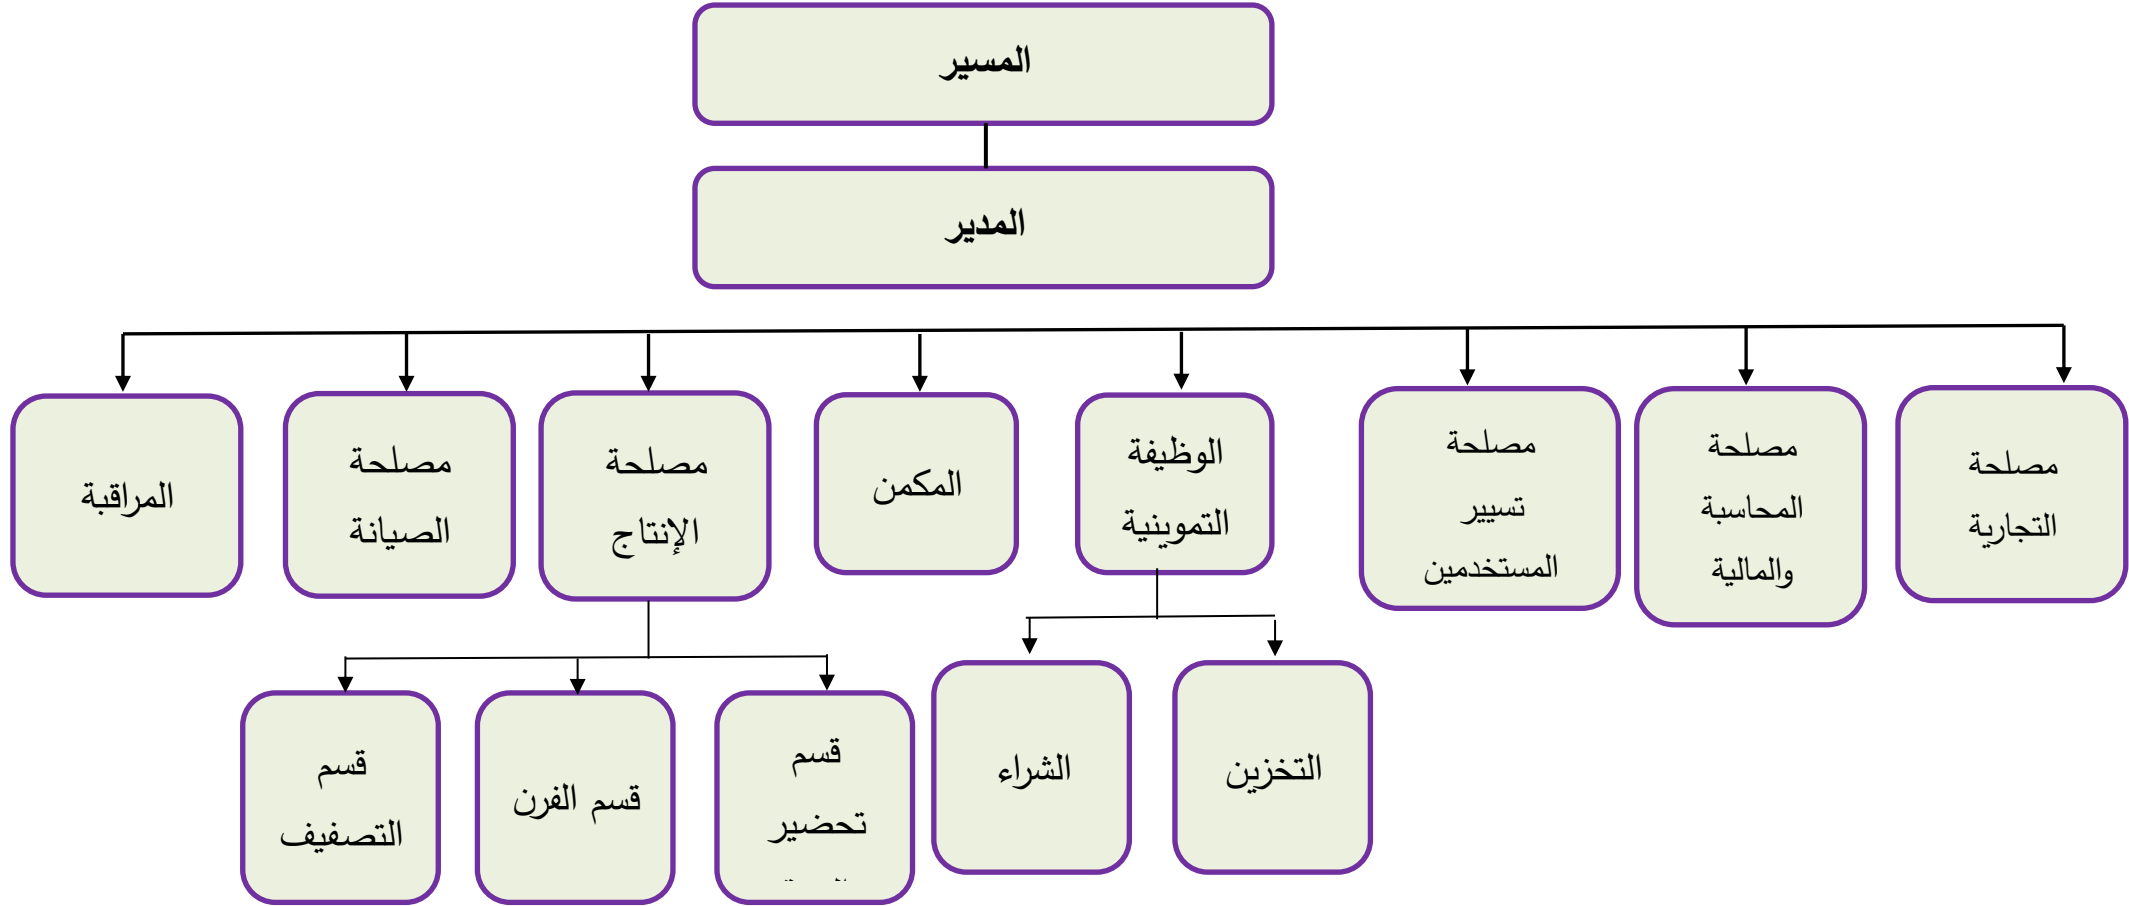 المسير
المدير
مصلحة
التجارية
مصلحة
المحاسبة
والمالية
مصلحة
تسيير
المستخدمين
الوظيفة
التموينية
المكمن
مصلحة
الإنتاج
مصلحة
الصيانة
المراقبة
التخزين
الشراء
قسم
تحضير
قسم الفرن
قسم
التصفيف